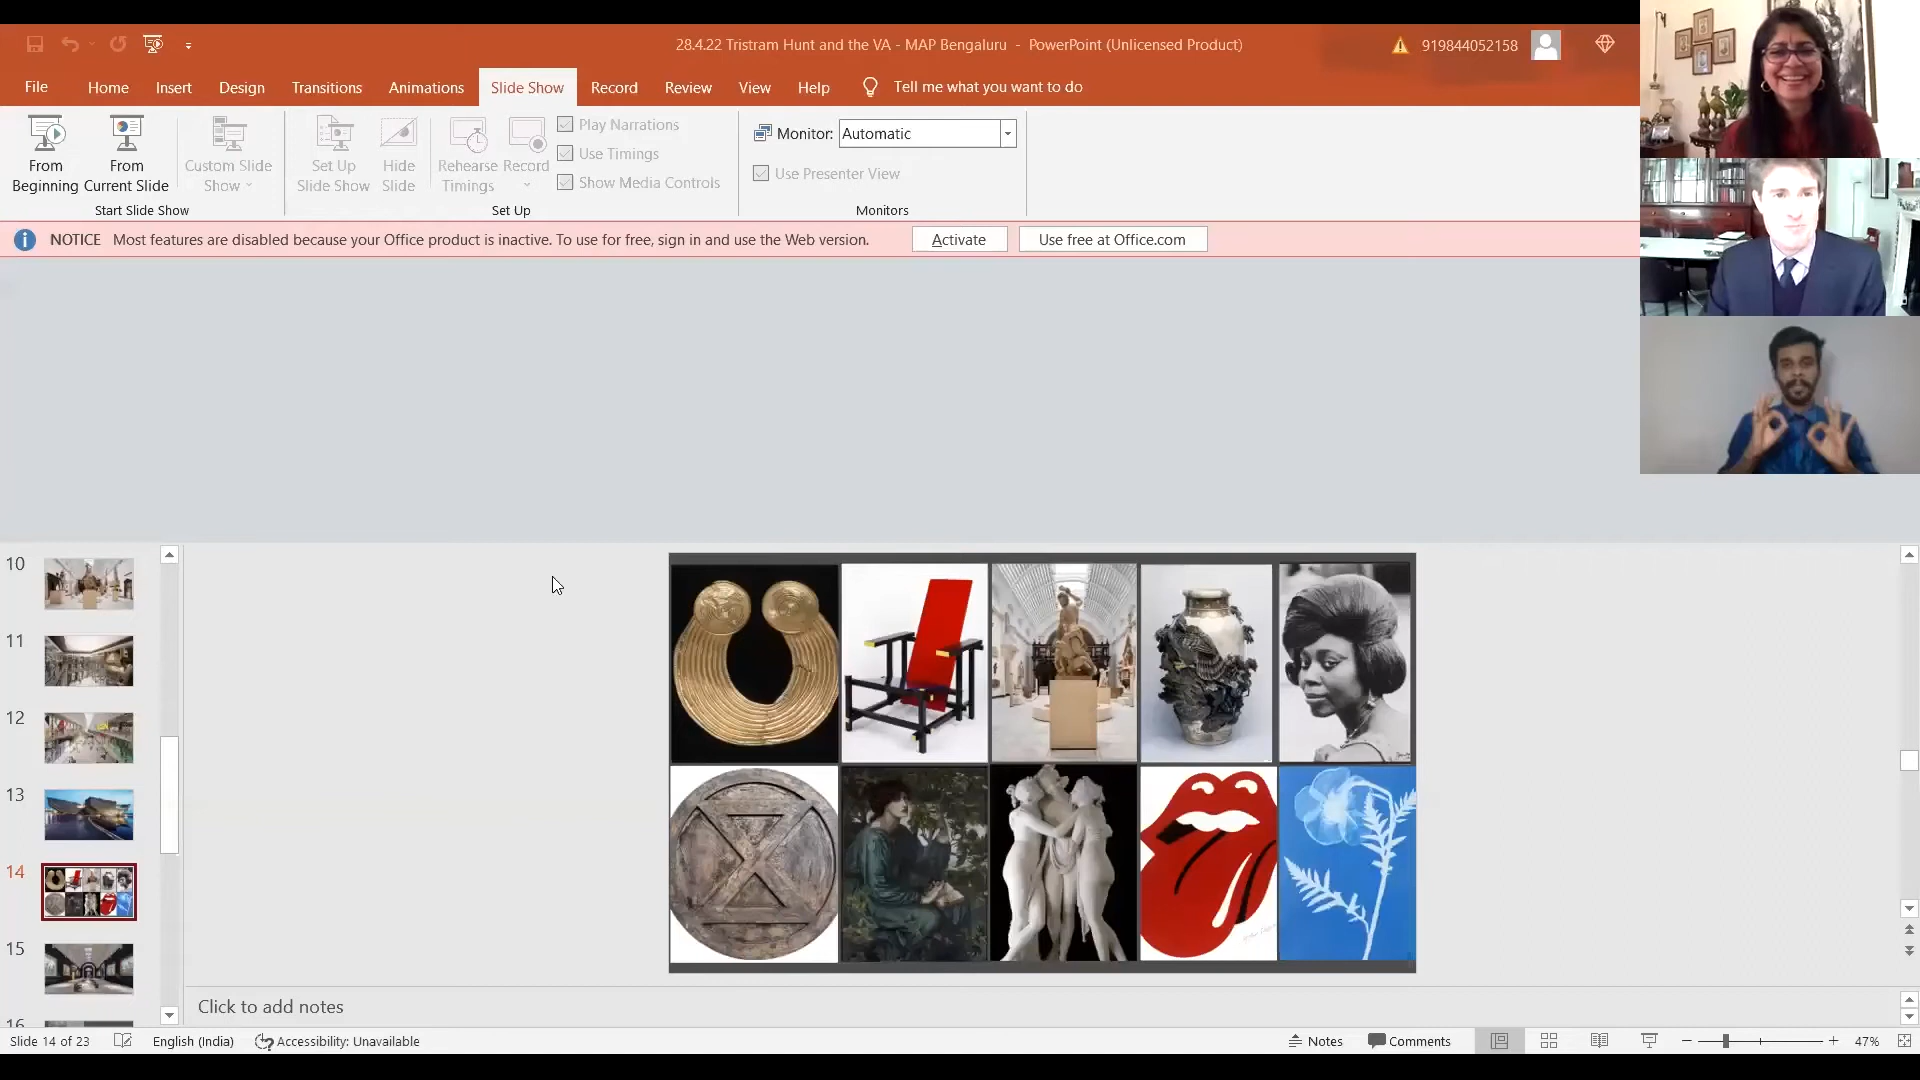 28.4.22 Tristram Hunt and the VA - MAP Bengaluru - PowerPoint (Unlicensed Product)
919844052158
File Home Insert Design Transitions Animations Slide Show Record Review View Help Tell me what you want to do
From Beginning
From Current Slide
Custom Slide Show
Set Up Slide Show
Hide Slide
Rehearse Timings
Record
Play Narrations
Use Timings
Show Media Controls
Monitor: Automatic
Use Presenter View
Start Slide Show
Set Up
Monitors
NOTICE Most features are disabled because your Office product is inactive. To use for free, sign in and use the Web version.
Activate
Use free at Office.com
10
11
12
13
14
15
16
Click to add notes
Slide 14 of 23
English (India)
Accessibility: Unavailable
Notes
Comments
47%